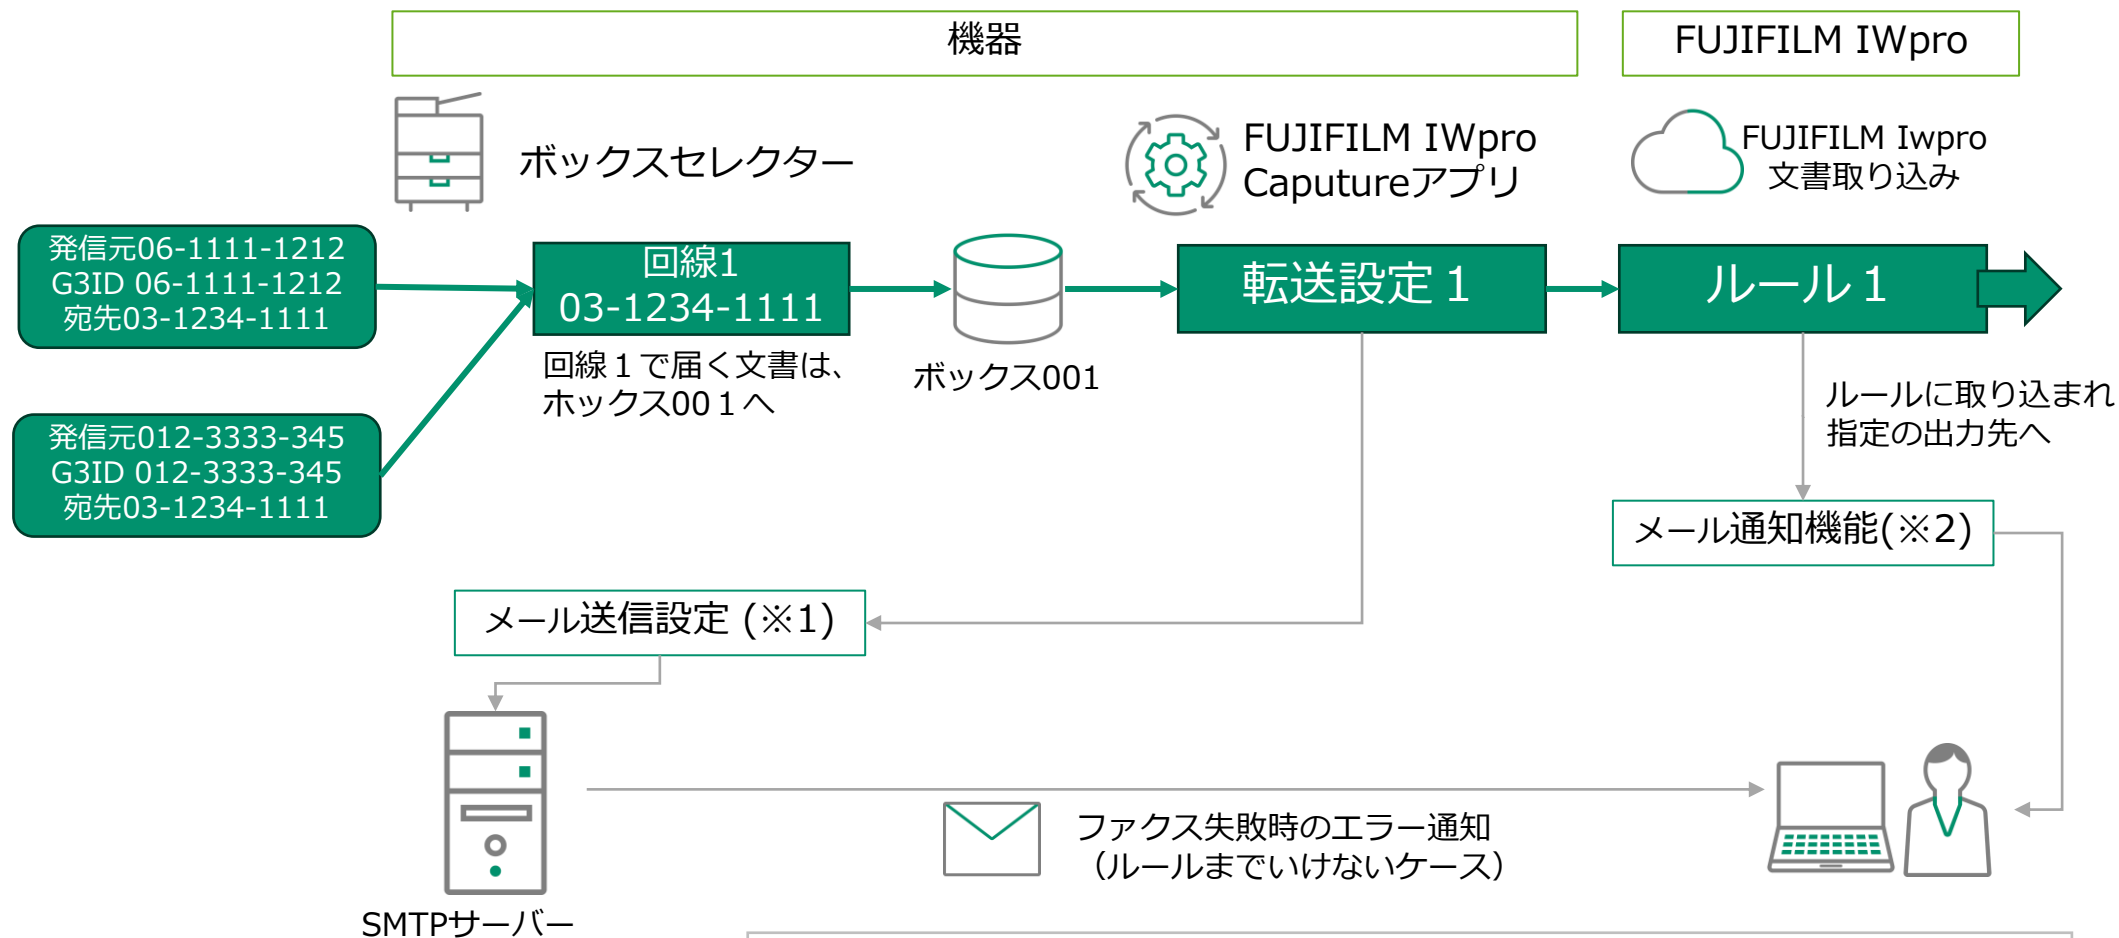 機器
FUJIFILM IWpro
ボックスセレクター
FUJIFILM IWpro
Caputureアプリ
FUJIFILM Iwpro
文書取り込み
発信元06-1111-1212
G3ID 06-1111-1212
宛先03-1234-1111
回線1
03-1234-1111
転送設定１
ルール１
回線１で届く文書は、
ホックス00１へ
ボックス001
発信元012-3333-345
G3ID 012-3333-345
宛先03-1234-1111
ルールに取り込まれ
指定の出力先へ
メール通知機能(※2)
メール送信設定 (※1)
ファクス失敗時のエラー通知
（ルールまでいけないケース）
SMTPサーバー